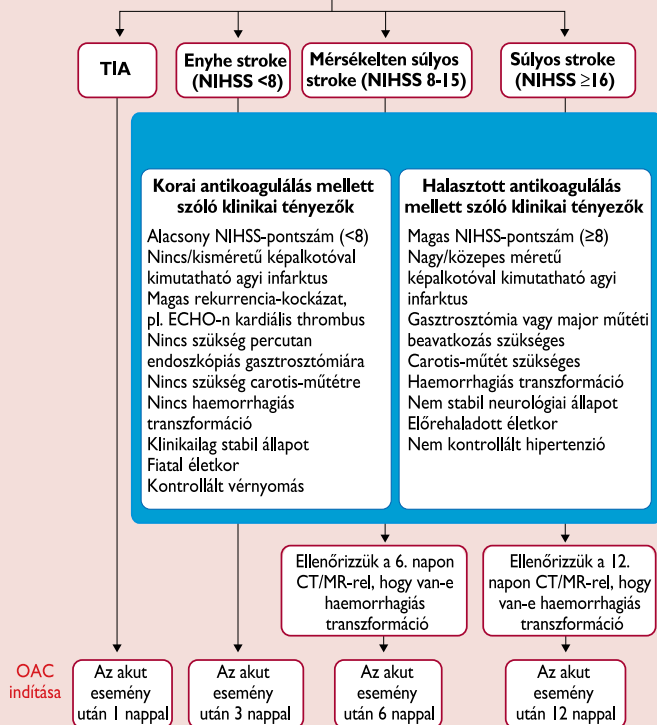 TIA
Enyhe stroke
(NIHSS <8)
Mérsékelten súlyos
stroke (NIHSS 8-15)
Súlyos stroke
(NIHSS ≥16)
Korai antikoagulálás mellett
szóló klinikai tényezők
Alacsony NIHSS-pontszám (<8)
Nincs/kisméretű képalkotóval
kimutatható agyi infarktus
Magas rekurrencia-kockázat,
pl. ECHO-n kardiális thrombus
Nincs szükség percutan
endoszkópiás gasztrosztómiára
Nincs szükség carotis-műtétre
Nincs haemorrhagiás
transzformáció
Klinikailag stabil állapot
Fiatal életkor
Kontrollált vérnyomás
Halasztott antikoagulálás
mellett szóló klinikai tényezők
Magas NIHSS-pontszám (≥8)
Nagy/közepes méretű
képalkotóval kimutatható agyi
infarktus
Gasztrosztómia vagy major műtéti
beavatkozás szükséges
Carotis-műtét szükséges
Haemorrhagiás transzformáció
Nem stabil neurológiai állapot
Előrehaladott életkor
Nem kontrollált hipertenzió
Ellenőrizzük a 6. napon
CT/MR-rel, hogy van-e
haemorrhagiás
transzformáció
Ellenőrizzük a 12.
napon CT/MR-rel, hogy
van-e haemorrhagiás
transzformáció
OAC
indítása
Az akut
esemény
után 1 nappal
Az akut
esemény
után 3 nappal
Az akut
esemény
után 6 nappal
Az akut
esemény
után 12 nappal